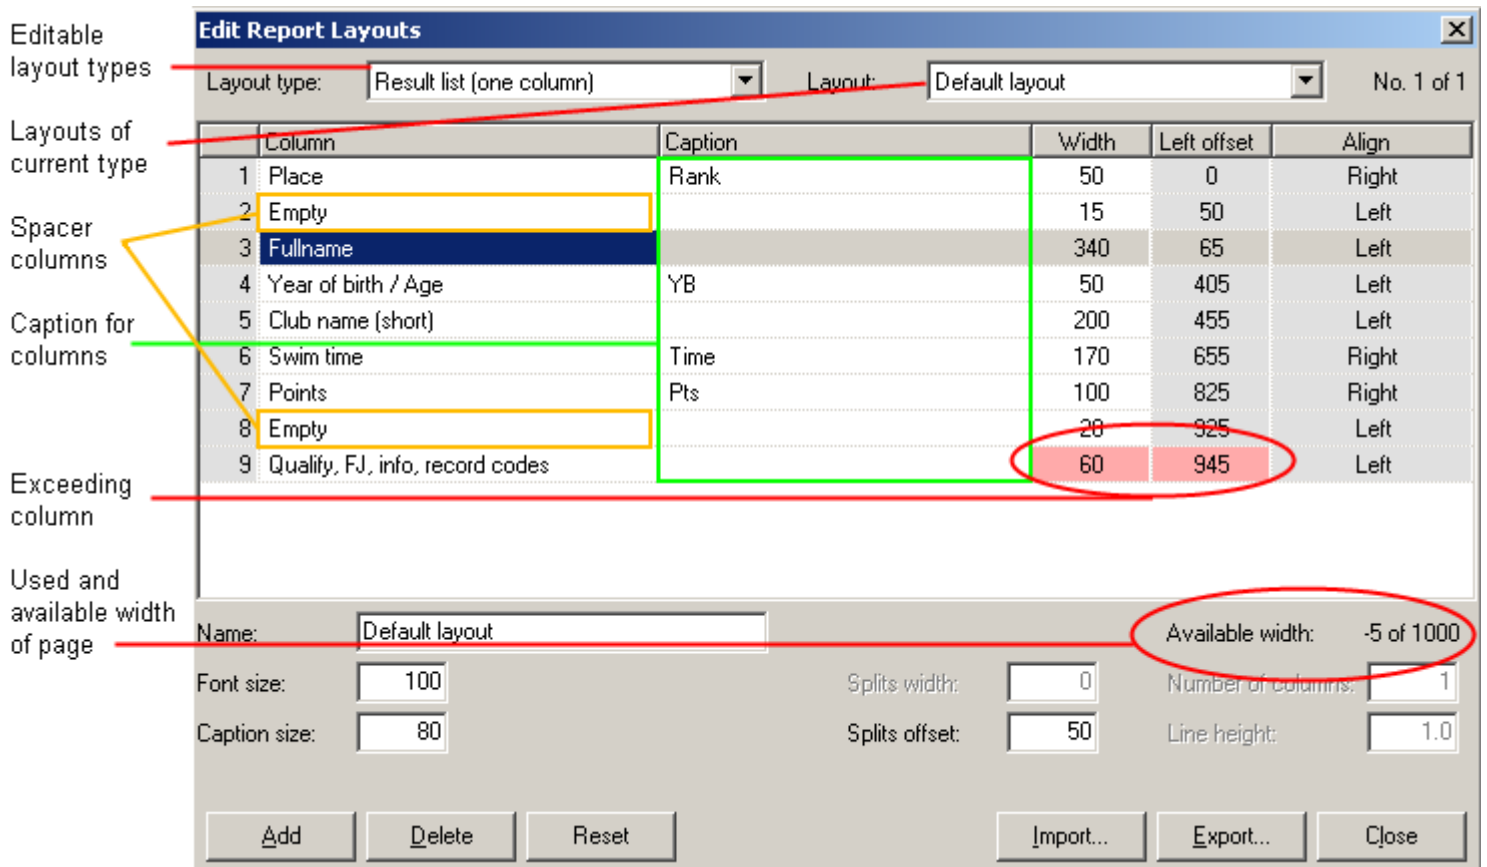 Edit Report Layouts
Editable
layout types
Layout type: Result list (one column) Layout: Default layout No. 1 of 1
Layouts of
current type
Column Caption Width Left offset Align
1 Place Rank 50 0 Right
2 Empty 15 50 Left
3 Fullname 340 65 Left
4 Year of birth / Age YB 50 405 Left
5 Club name (short) 200 455 Left
6 Swim time Time 170 655 Right
7 Points Pts 100 825 Right
8 Empty 20 925 Left
9 Qualify, FJ, info, record codes 60 945 Left
Spacer
columns
Caption for
columns
Exceeding
column
Used and
available width
of page
Name: Default layout Available width: -5 of 1000
Font size: 100 Splits width: 0 Number of columns: 1
Caption size: 80 Splits offset: 50 Line height: 1.0
Add Delete Reset Import... Export... Close